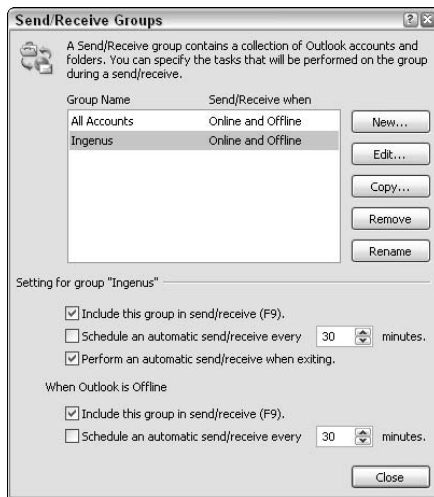 Send/Receive Groups
A Send/Receive group contains a collection of Outlook accounts and
folders. You can specify the tasks that will be performed on the group
during a send/receive.
Group Name Send/Receive when
All Accounts Online and Offline
Ingenus Online and Offline
New...
Edit...
Copy...
Remove
Rename
Setting for group "Ingenus"
Include this group in send/receive (F9).
Schedule an automatic send/receive every 30 minutes.
Perform an automatic send/receive when exiting.
When Outlook is Offline
Include this group in send/receive (F9).
Schedule an automatic send/receive every 30 minutes.
Close